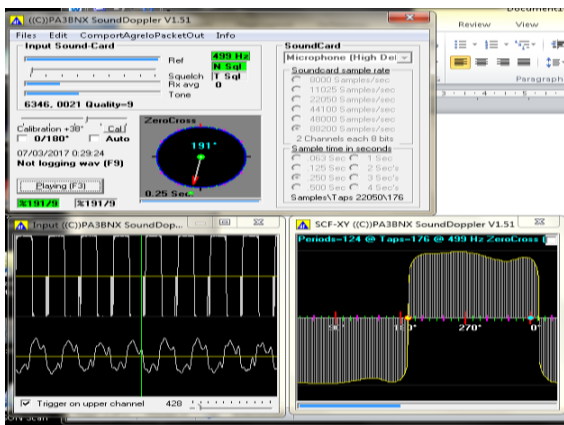 Document1
((C))PA3BNX SoundDoppler V1.51
Review View
Files Edit ComportAgreloPacketOut Info
Input Sound-Card
Ref 499 Hz
N Sql
Squelch T Sql
Rx avg 0
Tone
6346, 0021 Quality=9
SoundCard
Microphone (High Def
Soundcard sample rate
8000 Samples/sec
11025 Samples/sec
22050 Samples/sec
44100 Samples/sec
48000 Samples/sec
88200 Samples/sec
2 Channels each 8 bits
Sample time in seconds
063 Sec 1 Sec
125 Sec 2 Sec's
250 Sec 3 Sec's
500 Sec 4 Sec's
Samples\Taps 22050\176
Paragraph
Calibration +38° Cal
0/180° Auto
07/03/2017 0:29:24
Not logging wav (F9)
Playing (F3)
%191/9 %191/9
ZeroCross
191°
0.25 Sec
Input ((C))PA3BNX SoundDop...
SCF-XY ((C))PA3BNX SoundDoppler V1.51
Periods=124 @ Taps=176 @ 499 Hz ZeroCross
90° 180° 270° 0°
Trigger on upper channel 428